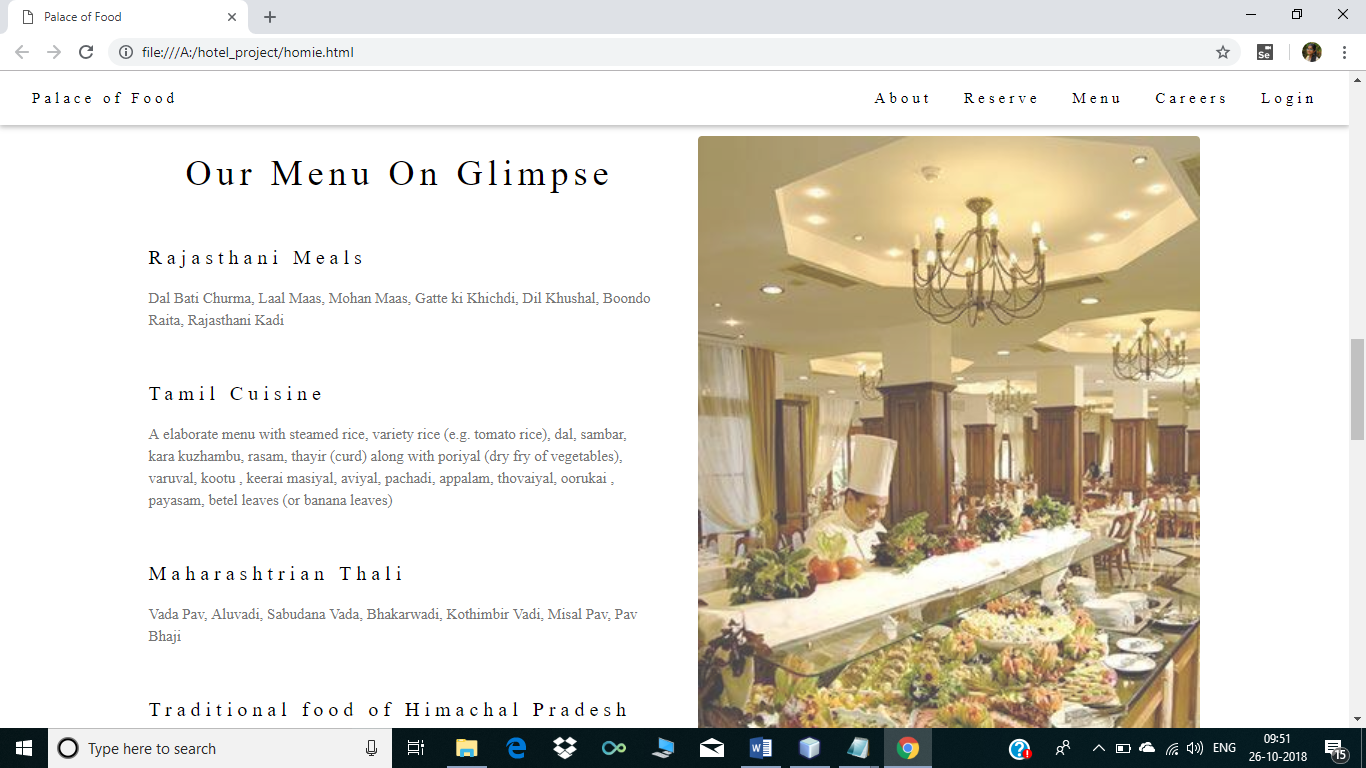 Palace of Food
file:///A:/hotel_project/homie.html
Se
Palace of Food
About Reserve Menu Careers Login
Our Menu On Glimpse
Rajasthani Meals
Dal Bati Churma, Laal Maas, Mohan Maas, Gatte ki Khichdi, Dil Khushal, Boondo
Raita, Rajasthani Kadi
Tamil Cuisine
A elaborate menu with steamed rice, variety rice (e.g. tomato rice), dal, sambar,
kara kuzhambu, rasam, thayir (curd) along with poriyal (dry fry of vegetables),
varuval, kootu , keerai masiyal, aviyal, pachadi, appalam, thovaiyal, oorukai ,
payasam, betel leaves (or banana leaves)
Maharashtrian Thali
Vada Pav, Aluvadi, Sabudana Vada, Bhakarwadi, Kothimbir Vadi, Misal Pav, Pav
Bhaji
Traditional food of Himachal Pradesh
Type here to search
ENG
09:51
26-10-2018
15